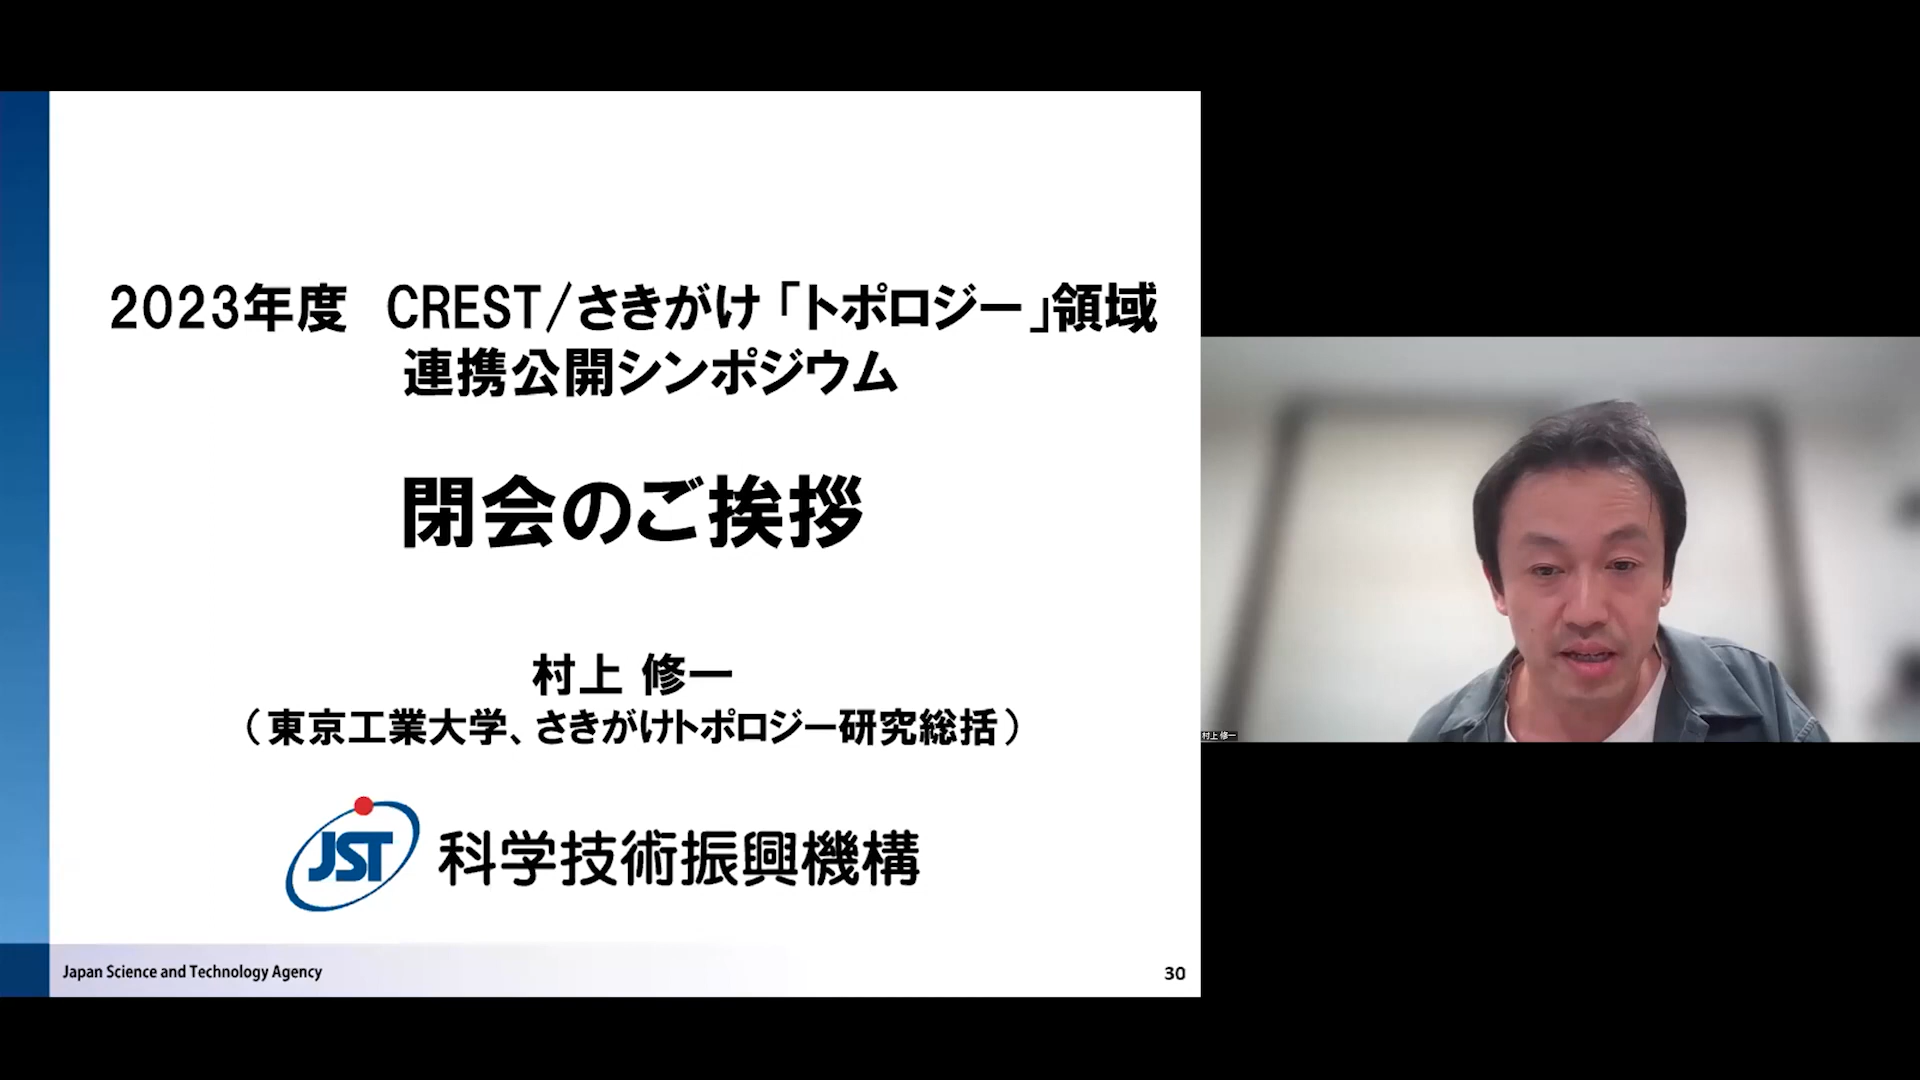 2023年度　CREST/さきがけ「トポロジー」領域
連携公開シンポジウム
閉会のご挨拶
村上 修一
（東京工業大学、さきがけトポロジー研究総括）
JST 科学技術振興機構
Japan Science and Technology Agency
30
村上 修一